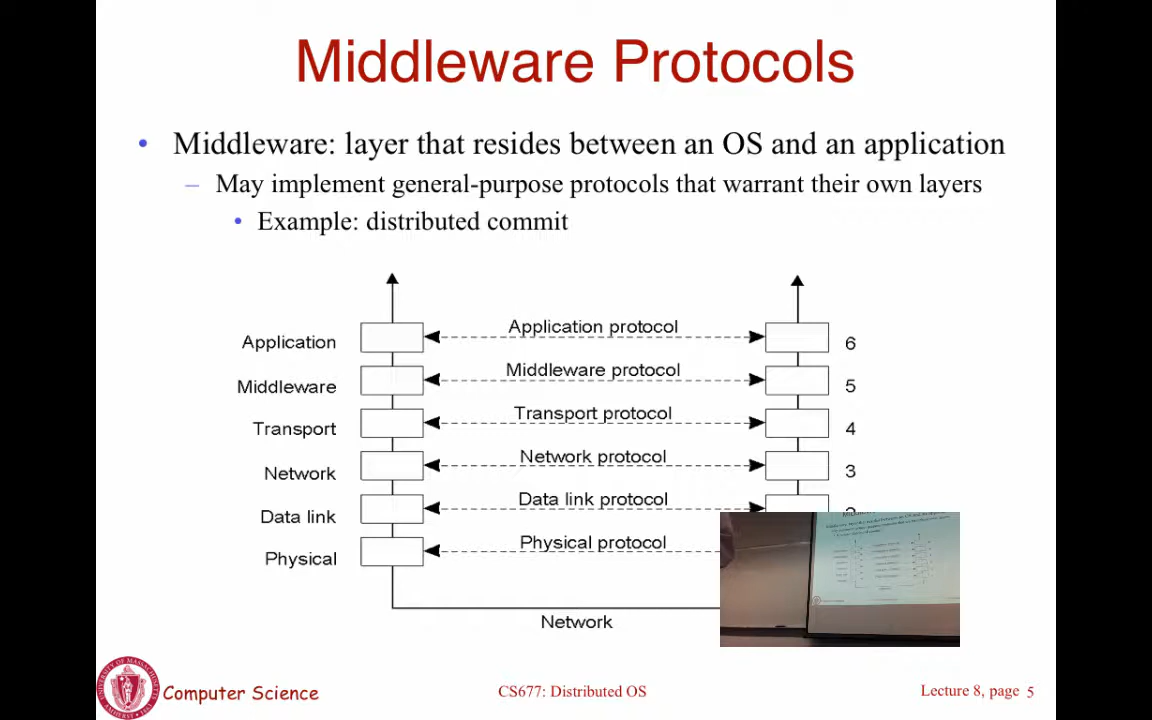 Middleware Protocols
• Middleware: layer that resides between an OS and an application
– May implement general-purpose protocols that warrant their own layers
• Example: distributed commit
Application Application protocol 6
Middleware Middleware protocol 5
Transport Transport protocol 4
Network Network protocol 3
Data link Data link protocol
Physical Physical protocol
Network
Computer Science CS677: Distributed OS Lecture 8, page 5